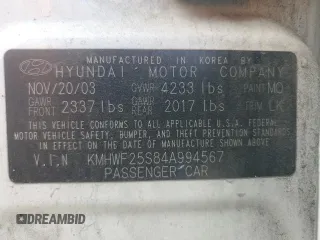 MANUFACTURED IN KOREA BY
HYUNDAI MOTOR COMPANY
NOV/20/03 GVWR 4233 lbs PAINT MO
GAWR FRONT 2337 lbs GAWR REAR 2017 lbs TRIM LK
THIS VEHICLE CONFORMS TO ALL APPLICABLE U.S.A. FEDERAL
MOTOR VEHICLE SAFETY, BUMPER, AND THEFT PREVENTION
STANDARDS IN EFFECT ON THE DATE OF MANUFACTURE SHOWN ABOVE
V.I.N KMHWF25S84A994567
PASSENGER CAR
@DREAMBID
DREAMBID